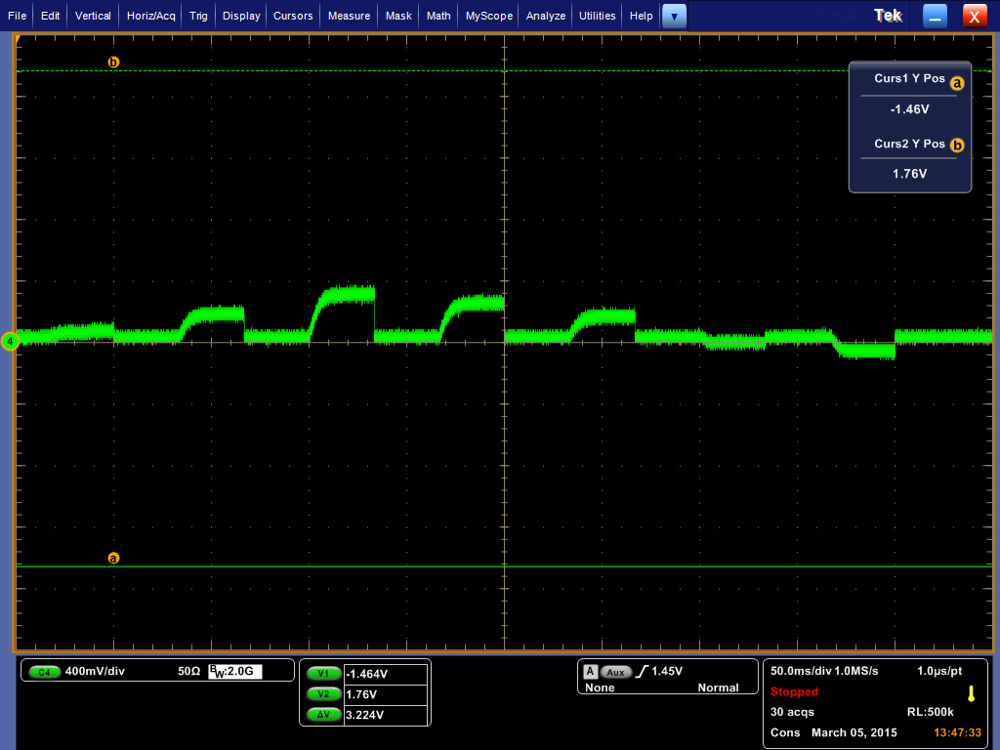 File Edit Vertical Horiz/Acq Trig Display Cursors Measure Mask Math MyScope Analyze Utilities Help Tek X
b
Curs1 Y Pos a
-1.46V
Curs2 Y Pos b
1.76V
4
a
C4 400mV/div 50Ω BW:2.0G
V1 -1.464V
V2 1.76V
ΔV 3.224V
A Aux 1.45V
None Normal
50.0ms/div 1.0MS/s 1.0µs/pt
Stopped
30 acqs RL:500k
Cons March 05, 2015 13:47:33